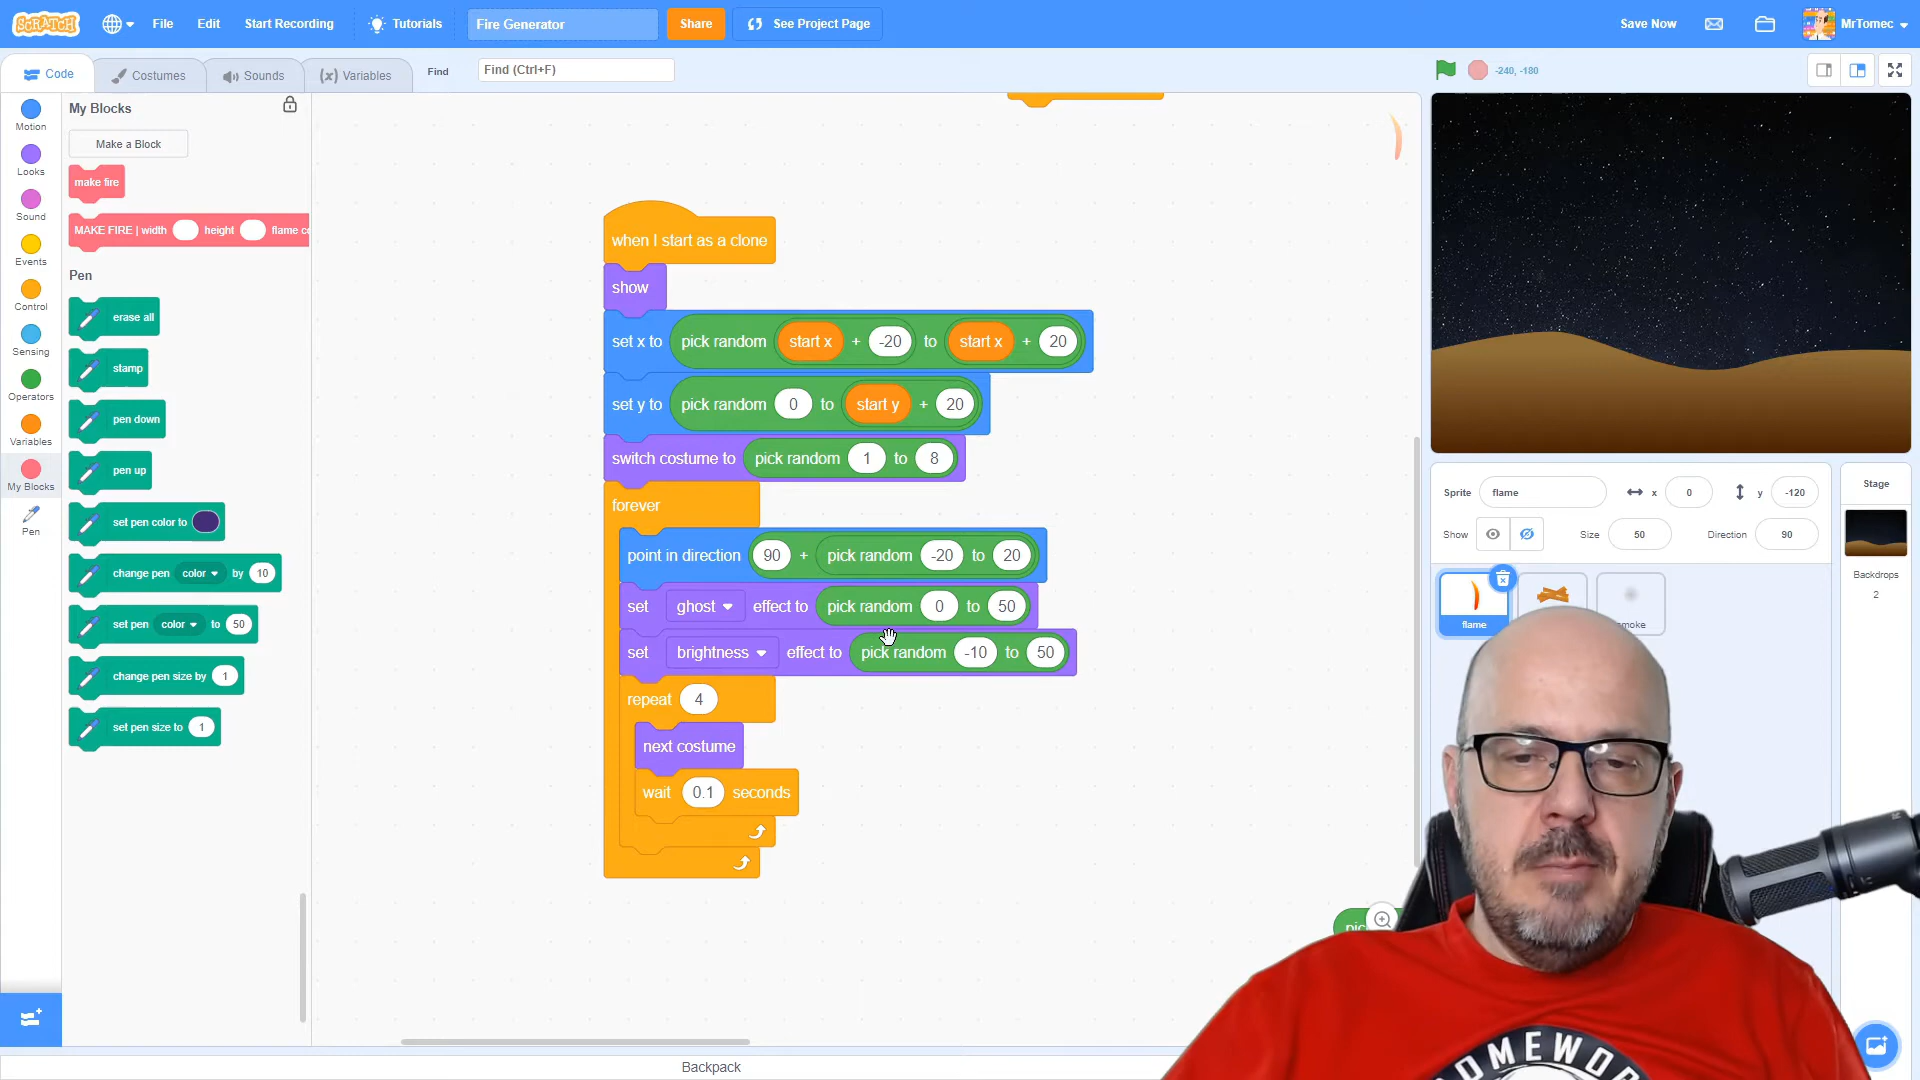 SCRATCH
File
Edit
Start Recording
Tutorials
Fire Generator
Share
See Project Page
Save Now
MrTomec
Code
Costumes
Sounds
(x) Variables
Find
Find (Ctrl+F)
-240, -180
Motion
Looks
Sound
Events
Control
Sensing
Operators
Variables
My Blocks
Pen
My Blocks
Make a Block
make fire
MAKE FIRE | width height flame c
Pen
erase all
stamp
pen down
pen up
set pen color to
change pen color by 10
set pen color to 50
change pen size by 1
set pen size to 1
when I start as a clone
show
set x to pick random start x + -20 to start x + 20
set y to pick random 0 to start y + 20
switch costume to pick random 1 to 8
forever
point in direction 90 + pick random -20 to 20
set ghost effect to pick random 0 to 50
set brightness effect to pick random -10 to 50
repeat 4
next costume
wait 0.1 seconds
pic
Backpack
Sprite flame x 0 y -120
Show Size 50 Direction 90
flame
moke
Stage
Backdrops
2
OMEWO